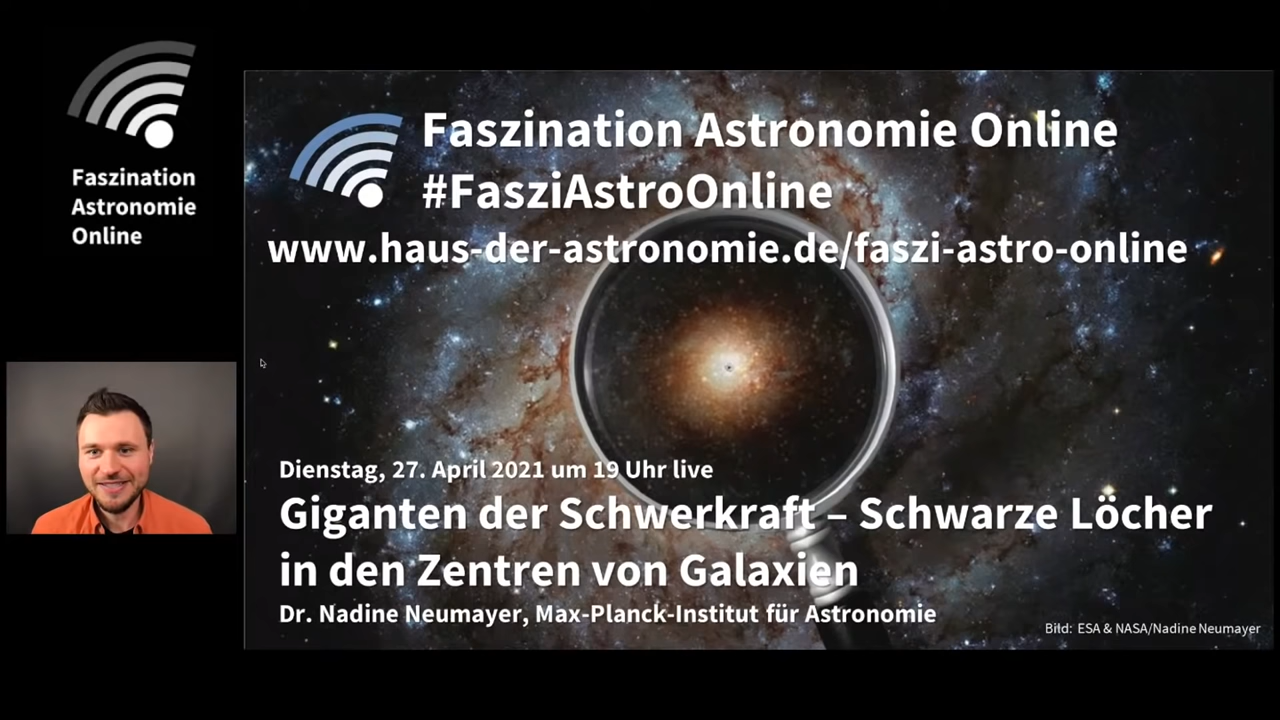 Faszination
Astronomie
Online
Faszination Astronomie Online
#FasziAstroOnline
www.haus-der-astronomie.de/faszi-astro-online
Dienstag, 27. April 2021 um 19 Uhr live
Giganten der Schwerkraft – Schwarze Löcher
in den Zentren von Galaxien
Dr. Nadine Neumayer, Max-Planck-Institut für Astronomie
Bild: ESA & NASA/Nadine Neumayer